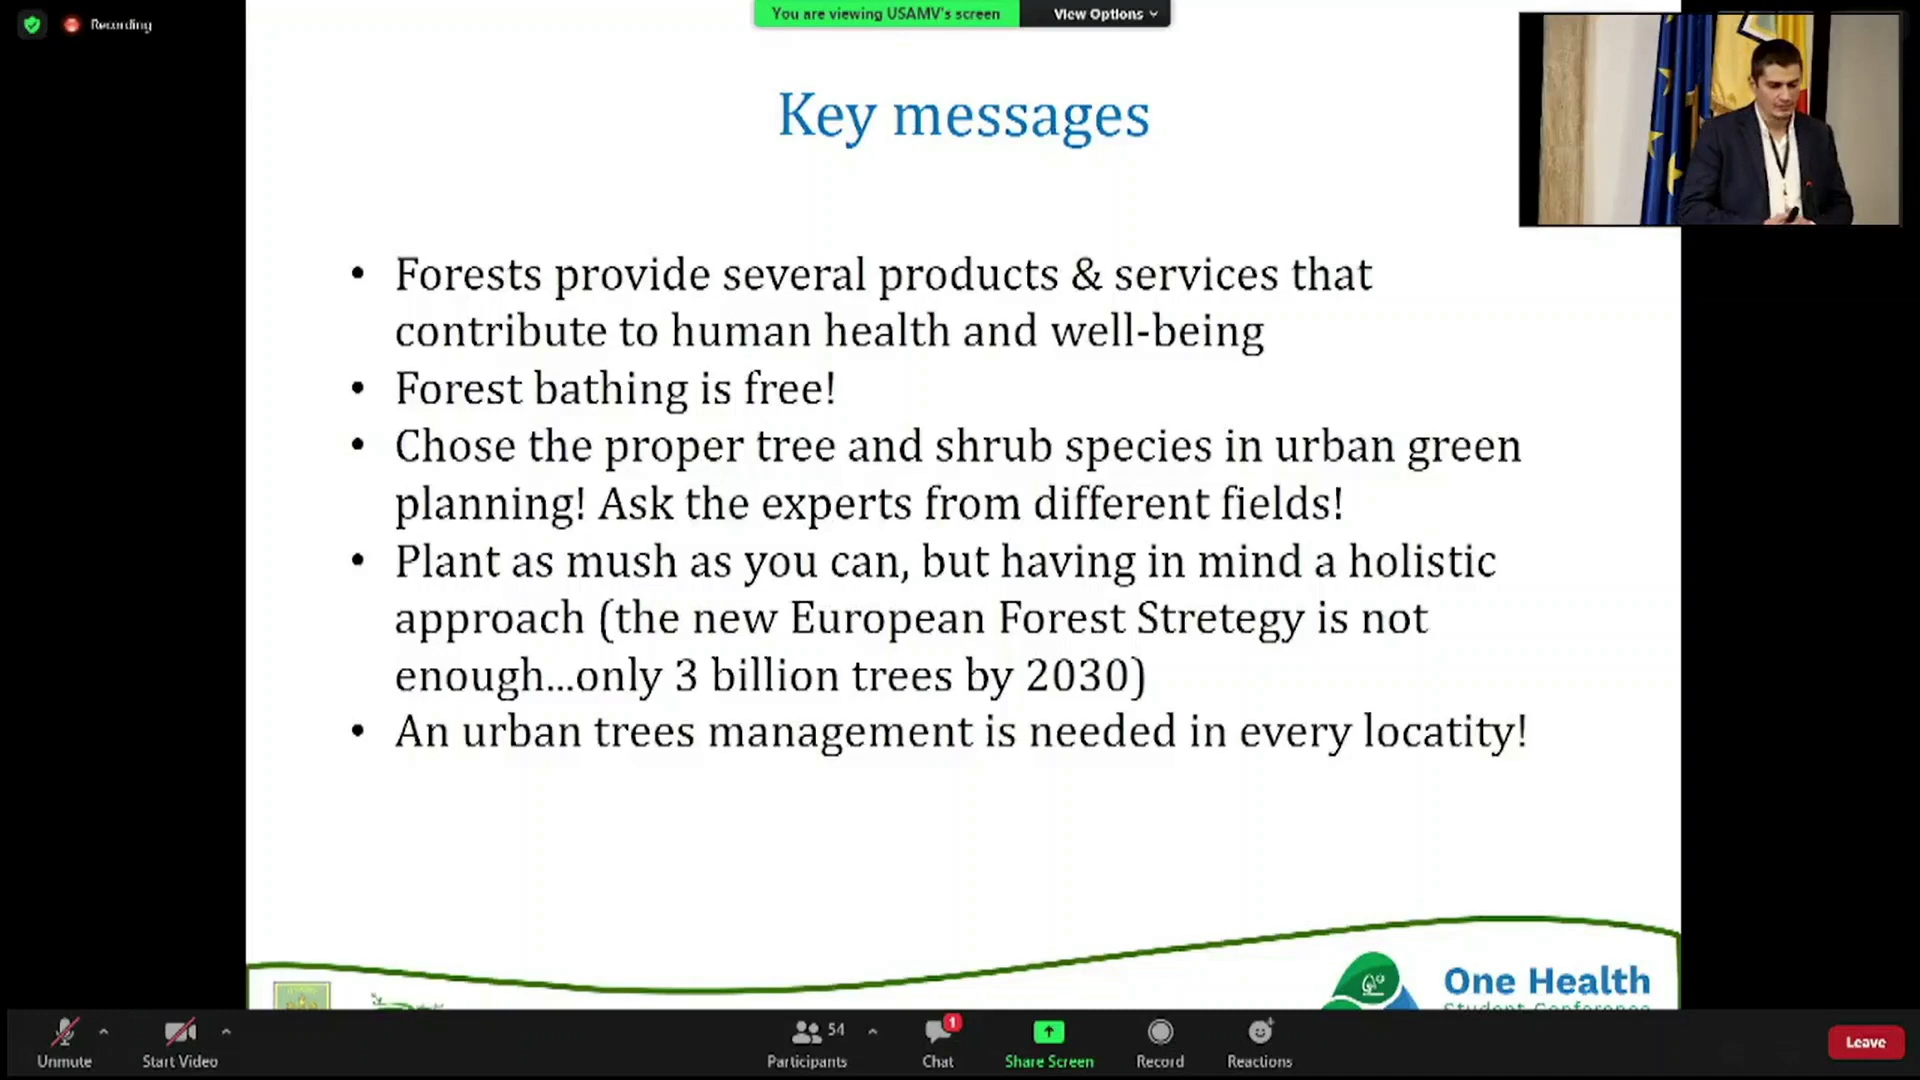 Recording
You are viewing USAMV's screen
View Options
Key messages
• Forests provide several products & services that
contribute to human health and well-being
• Forest bathing is free!
• Chose the proper tree and shrub species in urban green
planning! Ask the experts from different fields!
• Plant as mush as you can, but having in mind a holistic
approach (the new European Forest Stretegy is not
enough...only 3 billion trees by 2030)
• An urban trees management is needed in every locatity!
One Health
Student Conference
Unmute
Start Video
54
Participants
1
Chat
Share Screen
Record
Reactions
Leave